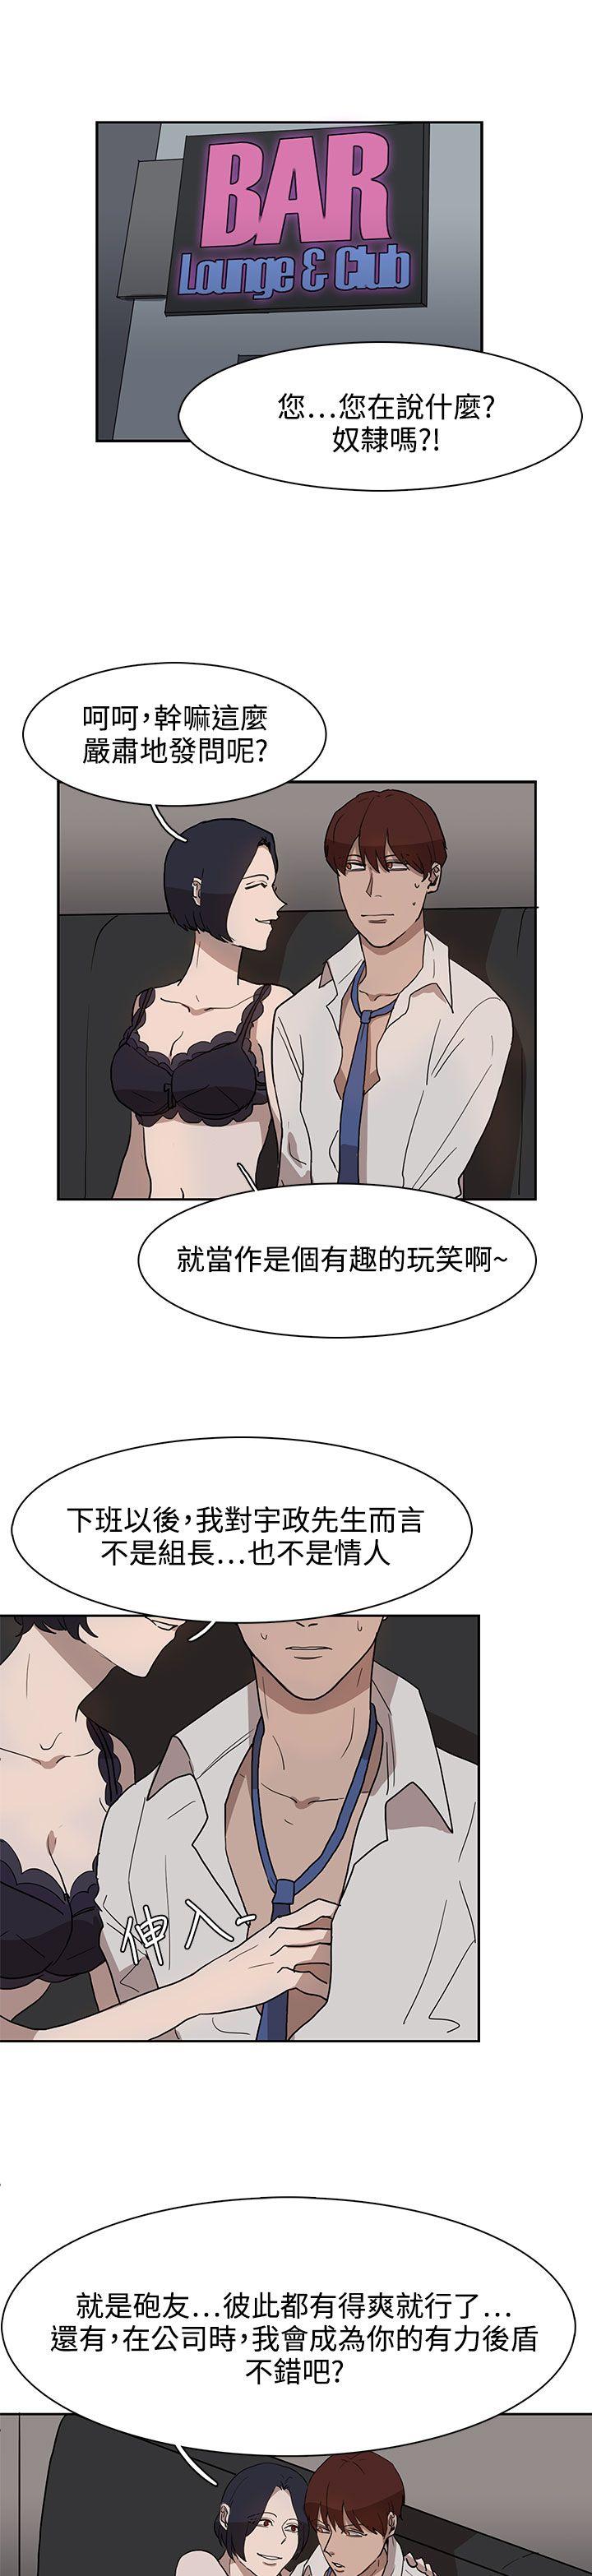 BAR
Lounge & Club
您...您在說什麼?
奴隸嗎?!
呵呵,幹嘛這麼
嚴肅地發問呢?
就當作是個有趣的玩笑啊~
下班以後,我對宇政先生而言
不是組長...也不是情人
伸入-
就是砲友...彼此都有得爽就行了...
還有,在公司時,我會成為你的有力後盾
不錯吧?